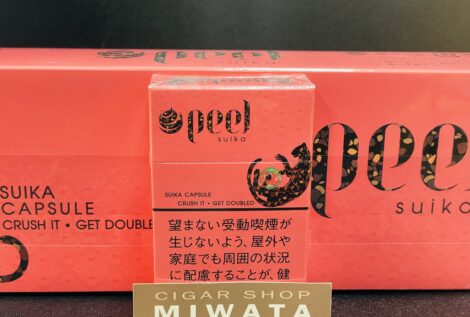 peel
suika
SUIKA CAPSULE
CRUSH IT • GET DOUBLED
望まない受動喫煙が
生じないよう、屋外や
家庭でも周囲の状況
に配慮することが、健
SUIKA
CAPSULE
CRUSH IT • GET DOUBLED
peel
suika
CIGAR SHOP
MIWATA